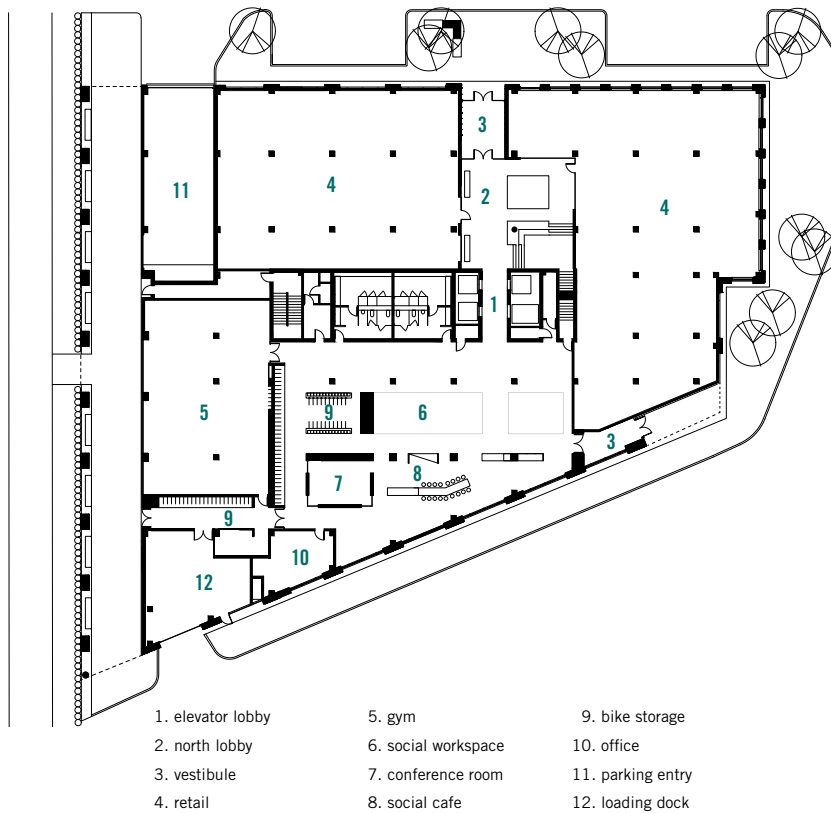 3
2
4
11
4
1
5
9
6
3
8
7
9
10
12
1. elevator lobby
2. north lobby
3. vestibule
4. retail
5. gym
6. social workspace
7. conference room
8. social cafe
9. bike storage
10. office
11. parking entry
12. loading dock